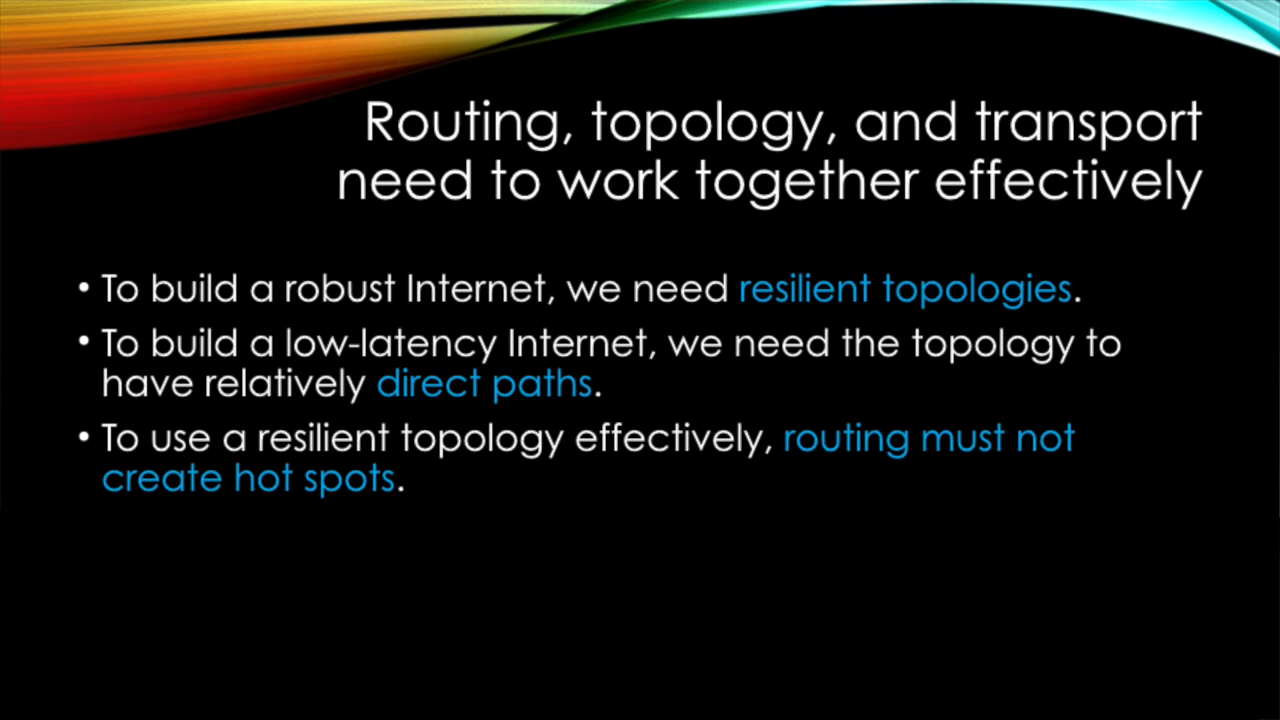 Routing, topology, and transport
need to work together effectively
• To build a robust Internet, we need resilient topologies.
• To build a low-latency Internet, we need the topology to
have relatively direct paths.
• To use a resilient topology effectively, routing must not
create hot spots.